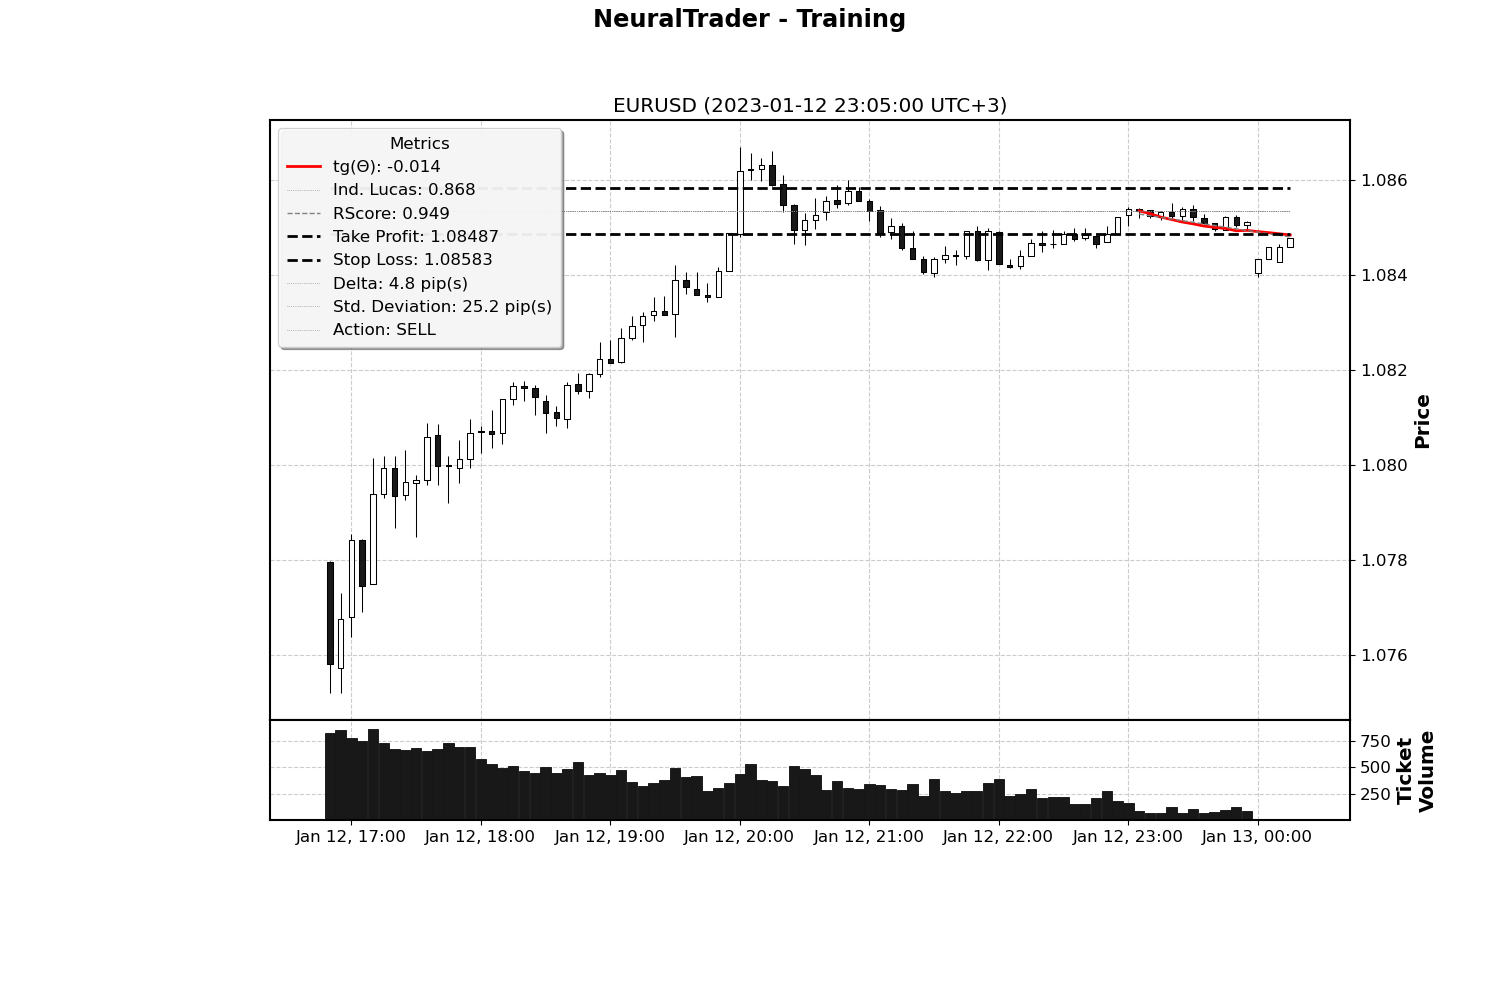 NeuralTrader - Training
EURUSD (2023-01-12 23:05:00 UTC+3)
Metrics
tg(Θ): -0.014
Ind. Lucas: 0.868
RScore: 0.949
Take Profit: 1.08487
Stop Loss: 1.08583
Delta: 4.8 pip(s)
Std. Deviation: 25.2 pip(s)
Action: SELL
1.086
1.084
1.082
1.080
1.078
1.076
Price
750
500
250
Ticket
Volume
Jan 12, 17:00 Jan 12, 18:00 Jan 12, 19:00 Jan 12, 20:00 Jan 12, 21:00 Jan 12, 22:00 Jan 12, 23:00 Jan 13, 00:00